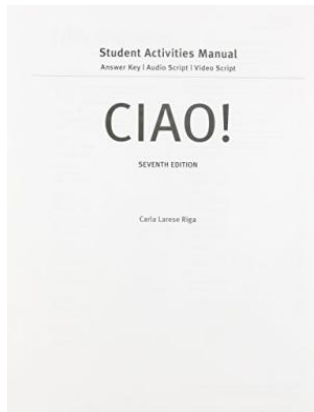 Student Activities Manual
Answer Key | Audio Script | Video Script
CIAO!
SEVENTH EDITION
Carla Larese Riga